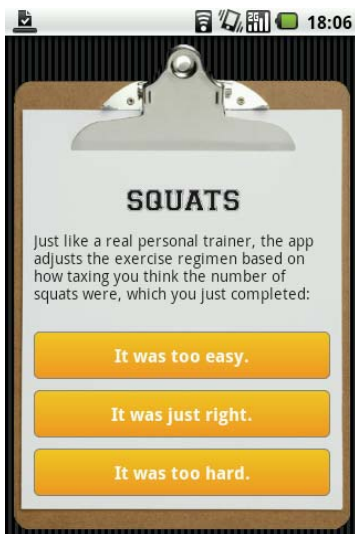 18:06
SQUATS
Just like a real personal trainer, the app
adjusts the exercise regimen based on
how taxing you think the number of
squats were, which you just completed:
It was too easy.
It was just right.
It was too hard.